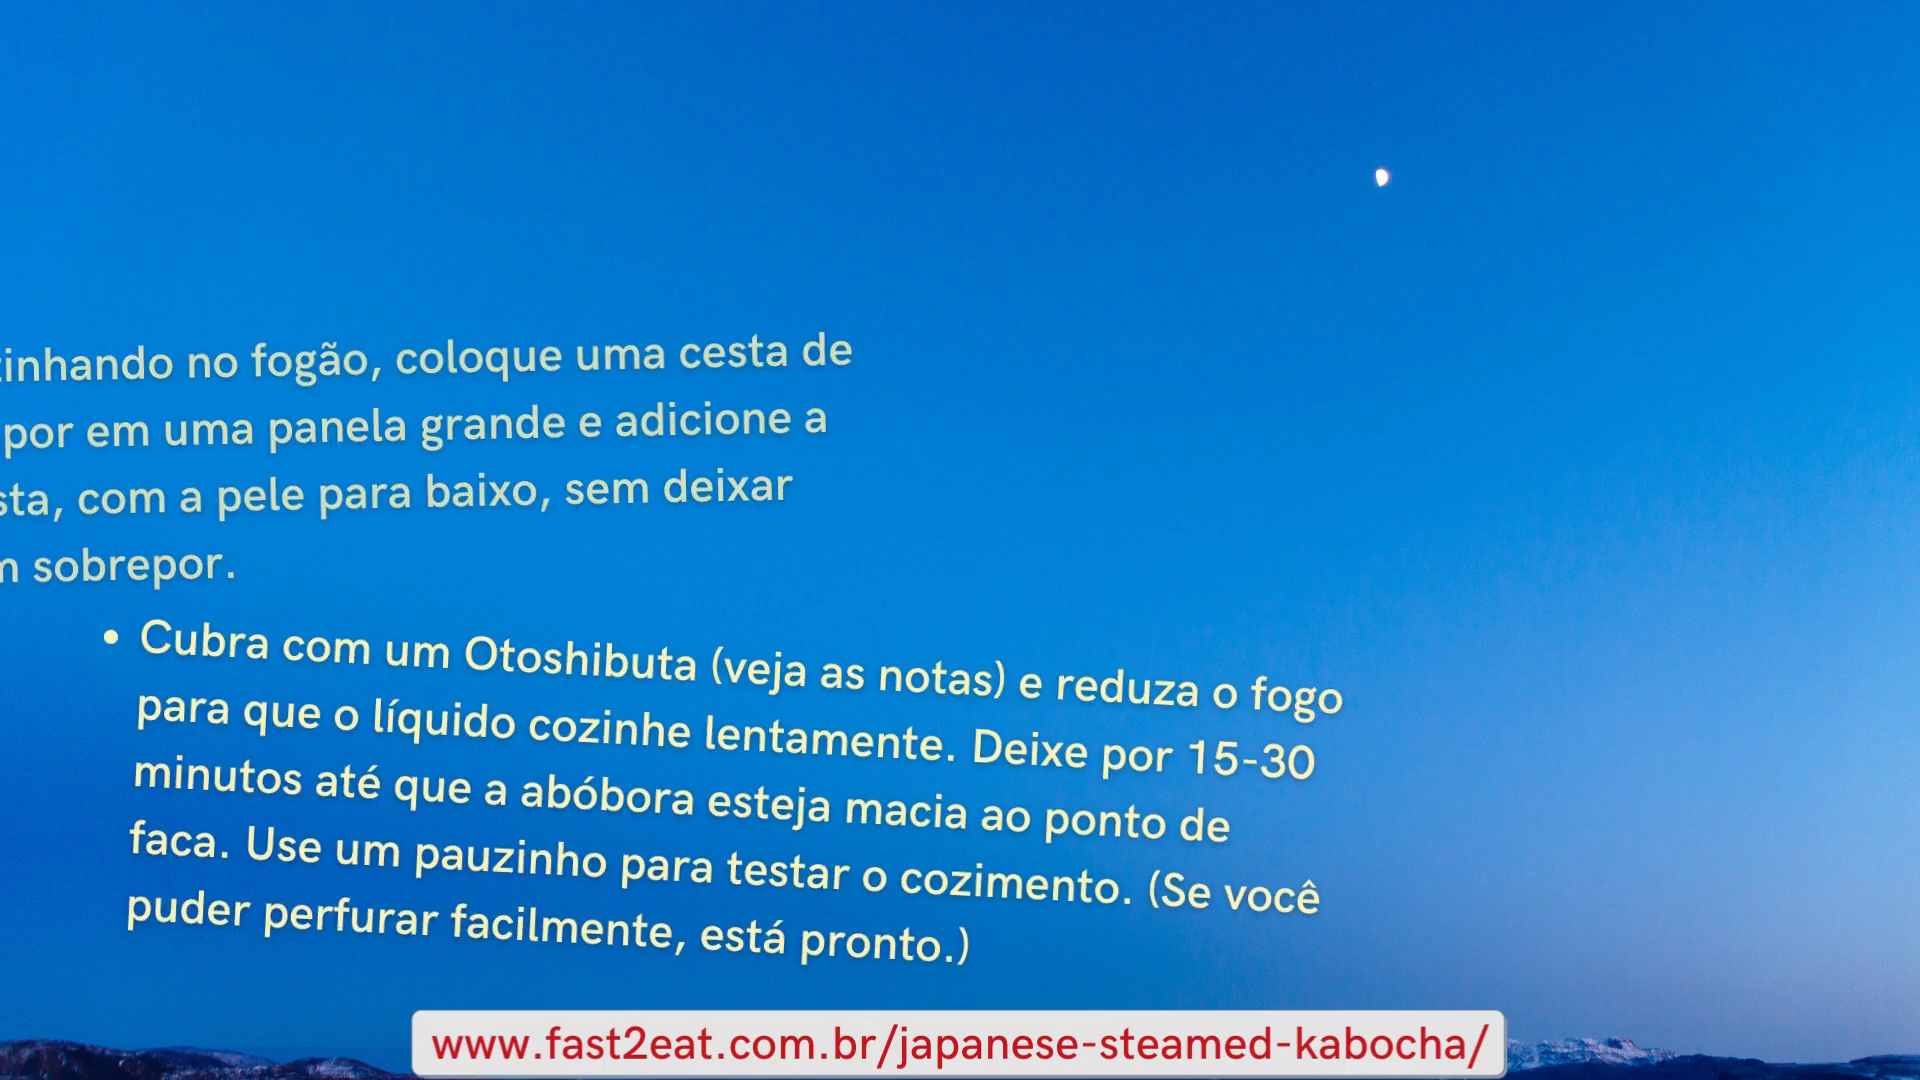 no fogão, coloque uma cesta de
por em uma panela grande e adicione a
com a pele para baixo, sem deixar
sobrepor.
• Cubra com um Otoshibuta (veja as notas) e reduza o fogo
para que o líquido cozinhe lentamente. Deixe por 15-30
minutos até que a abóbora esteja macia ao ponto de
faca. Use um pauzinho para testar o cozimento. (Se você
puder perfurar facilmente, está pronto.)
www.fast2eat.com.br/japanese-steamed-kabocha/